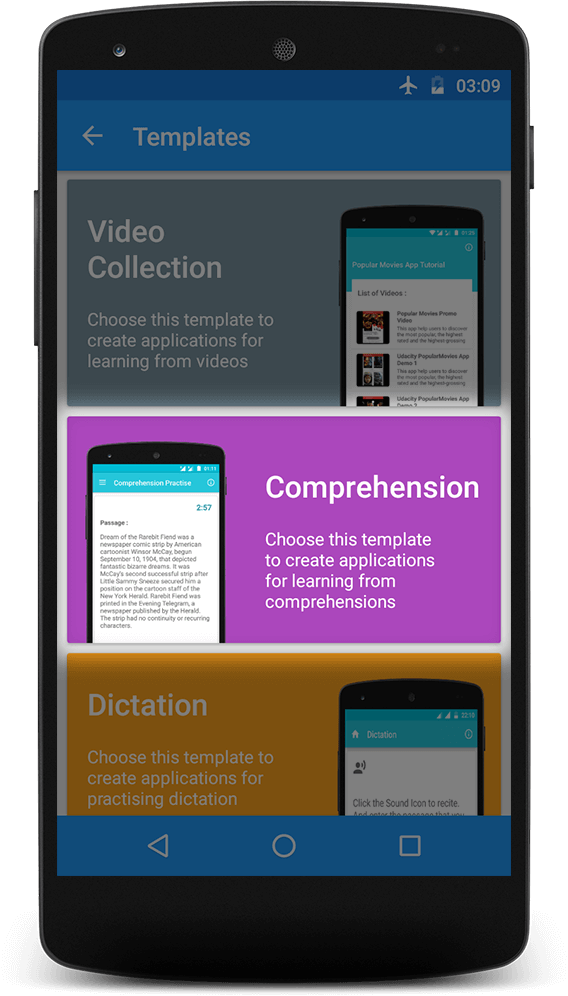 03:09
Templates
Video
Collection
Choose this template to
create applications for
learning from videos
01:29
Popular Movies App Tutorial
List of Videos :
Popular Movies Promo
Video
This app help users to discover
the most popular, the highest
rated and the highest-grossing
Udacity PopularMovies App
Demo 1
This app help users to discover
the most popular, the highest
rated and the highest-grossing
Udacity PopularMovies App
Demo 2
01:11
Comprehension Practise
2:57
Passage :
Dream of the Rarebit Fiend was a
newspaper comic strip by American
cartoonist Winsor McCay, begun
September 10, 1904, that depicted
fantastic bizarre dreams. It was
McCay's second successful strip after
Little Sammy Sneeze secured him a
position on the cartoon staff of the
New York Herald. Rarebit Fiend was
printed in the Evening Telegram, a
newspaper published by the Herald.
The strip had no continuity or recurring
characters.
Comprehension
Choose this template
to create applications
for learning from
comprehensions
Dictation
Choose this template to
create applications for
practising dictation
22:10
Dictation
Click the Sound Icon to recite.
And enter the passage that you